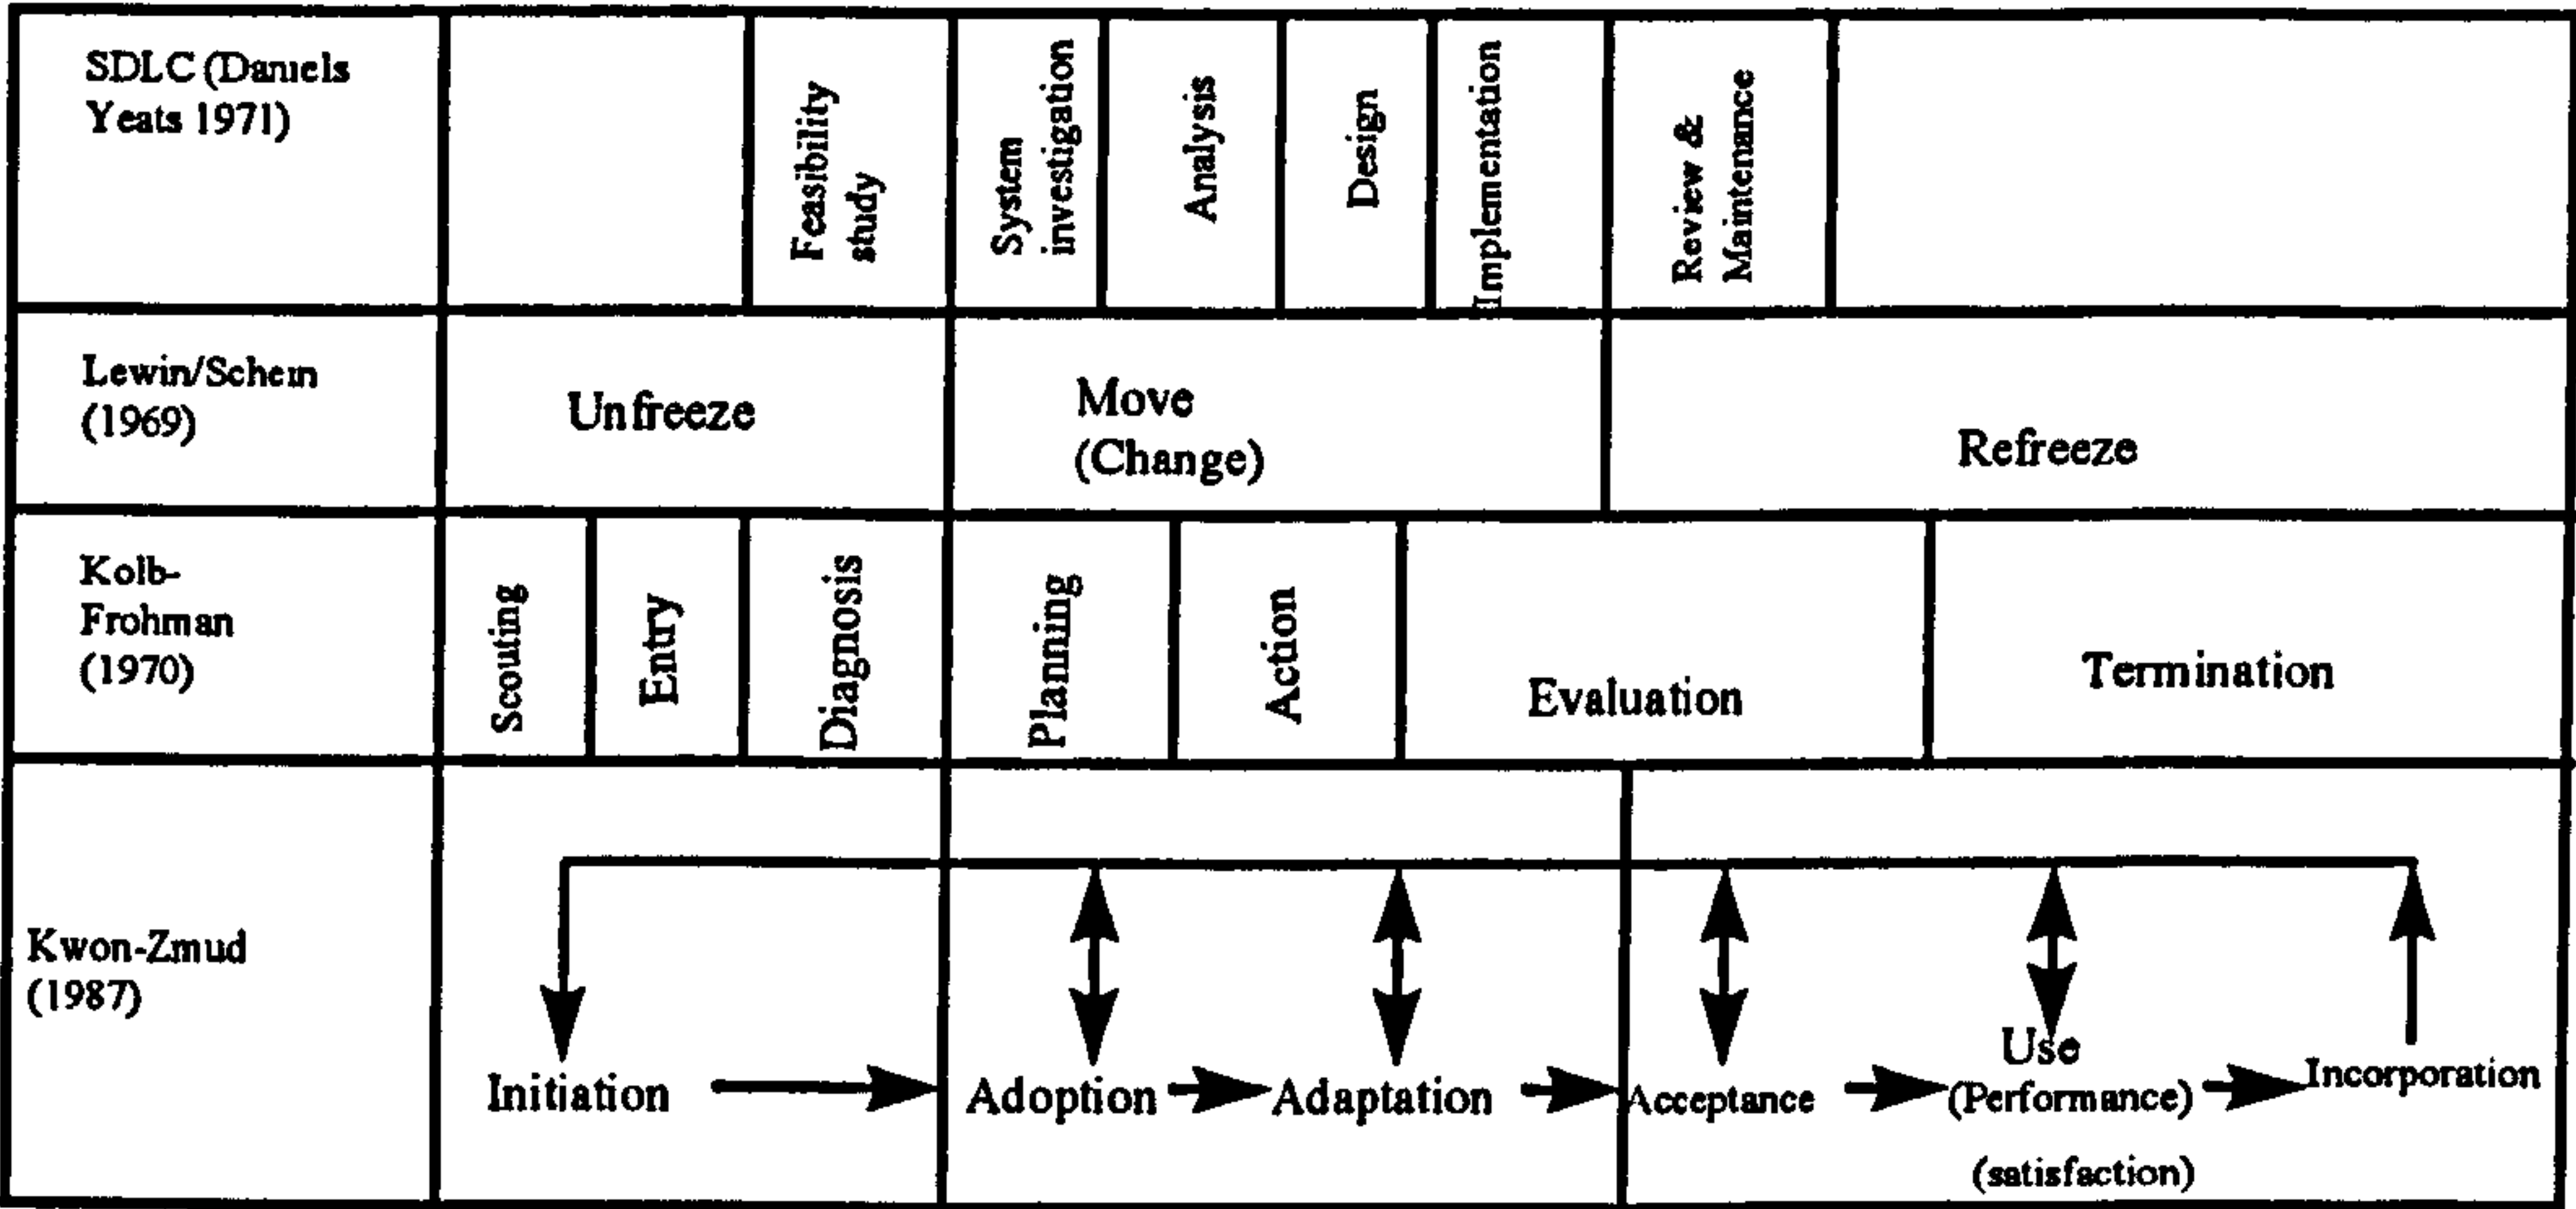 SDLC (Daniels
Yeats 1971)
Feasibility
study
System
investigation
Analysis
Design
Implementation
Review &
Maintenance
Lewin/Schein
(1969)
Unfreeze
Move
(Change)
Refreeze
Kolb-
Frohman
(1970)
Scouting
Entry
Diagnosis
Planning
Action
Evaluation
Termination
Kwon-Zmud
(1987)
Initiation
Adoption
Adaptation
Acceptance
Use
(Performance)
(satisfaction)
Incorporation